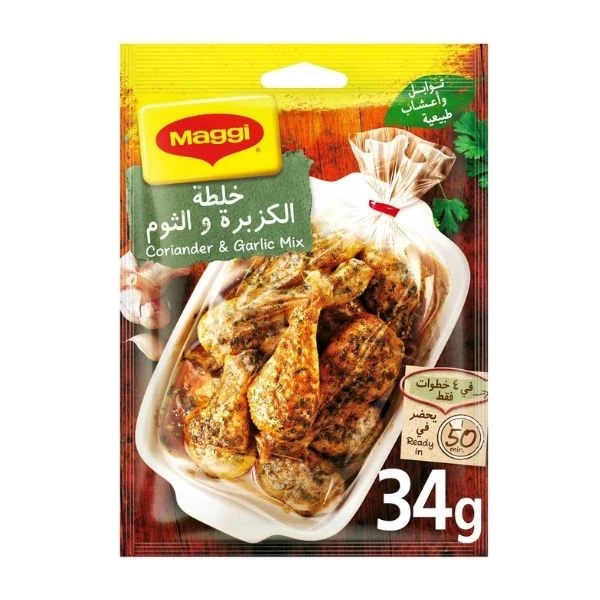 توابل
وأعشاب
طبيعية
Maggi
®
خلطة
الكزبرة و الثوم
Coriander & Garlic Mix
في ٤ خطوات
فقط
يحضر
في
Ready
in
50
min.
34g